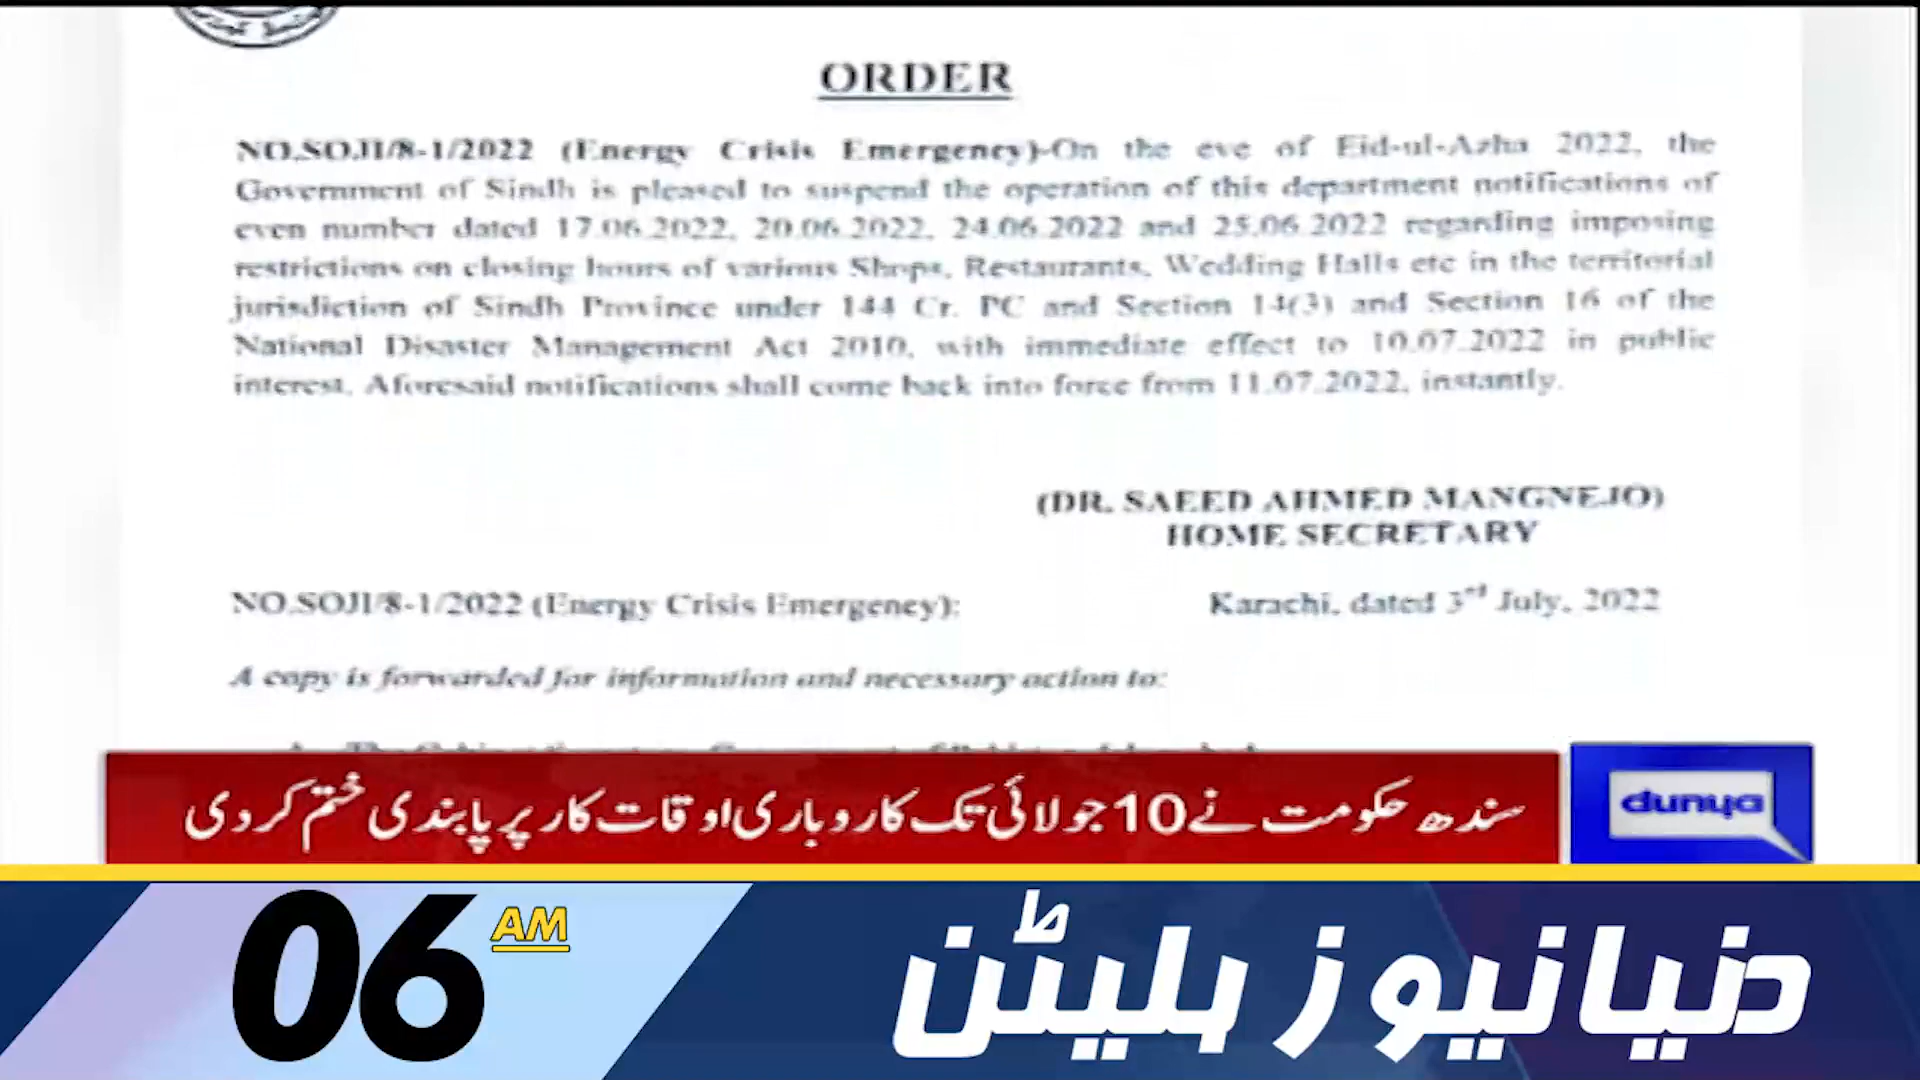 ORDER
NO.SOJI/8-1/2022 (Energy Crisis Emergency)-On the eve of Eid-ul-Azha 2022, the
Government of Sindh is pleased to suspend the operation of this department notifications of
even number dated 17.06.2022, 20.06.2022, 24.06.2022 and 25.06.2022 regarding imposing
restrictions on closing hours of various Shops, Restaurants, Wedding Halls etc in the territorial
jurisdiction of Sindh Province under 144 Cr. PC and Section 14(3) and Section 16 of the
National Disaster Management Act 2010, with immediate effect to 10.07.2022 in public
interest. Aforesaid notifications shall come back into force from 11.07.2022, instantly.
(DR. SAEED AHMED MANGNEJO)
HOME SECRETARY
NO.SOJI/8-1/2022 (Energy Crisis Emergency):
Karachi, dated 3rd July, 2022
A copy is forwarded for information and necessary action to:
سندھ حکومت نے 10 جولائی تک کاروباری اوقات کار پر پابندی ختم کر دی
dunya
06 AM
دنیا نیوز بلیٹن